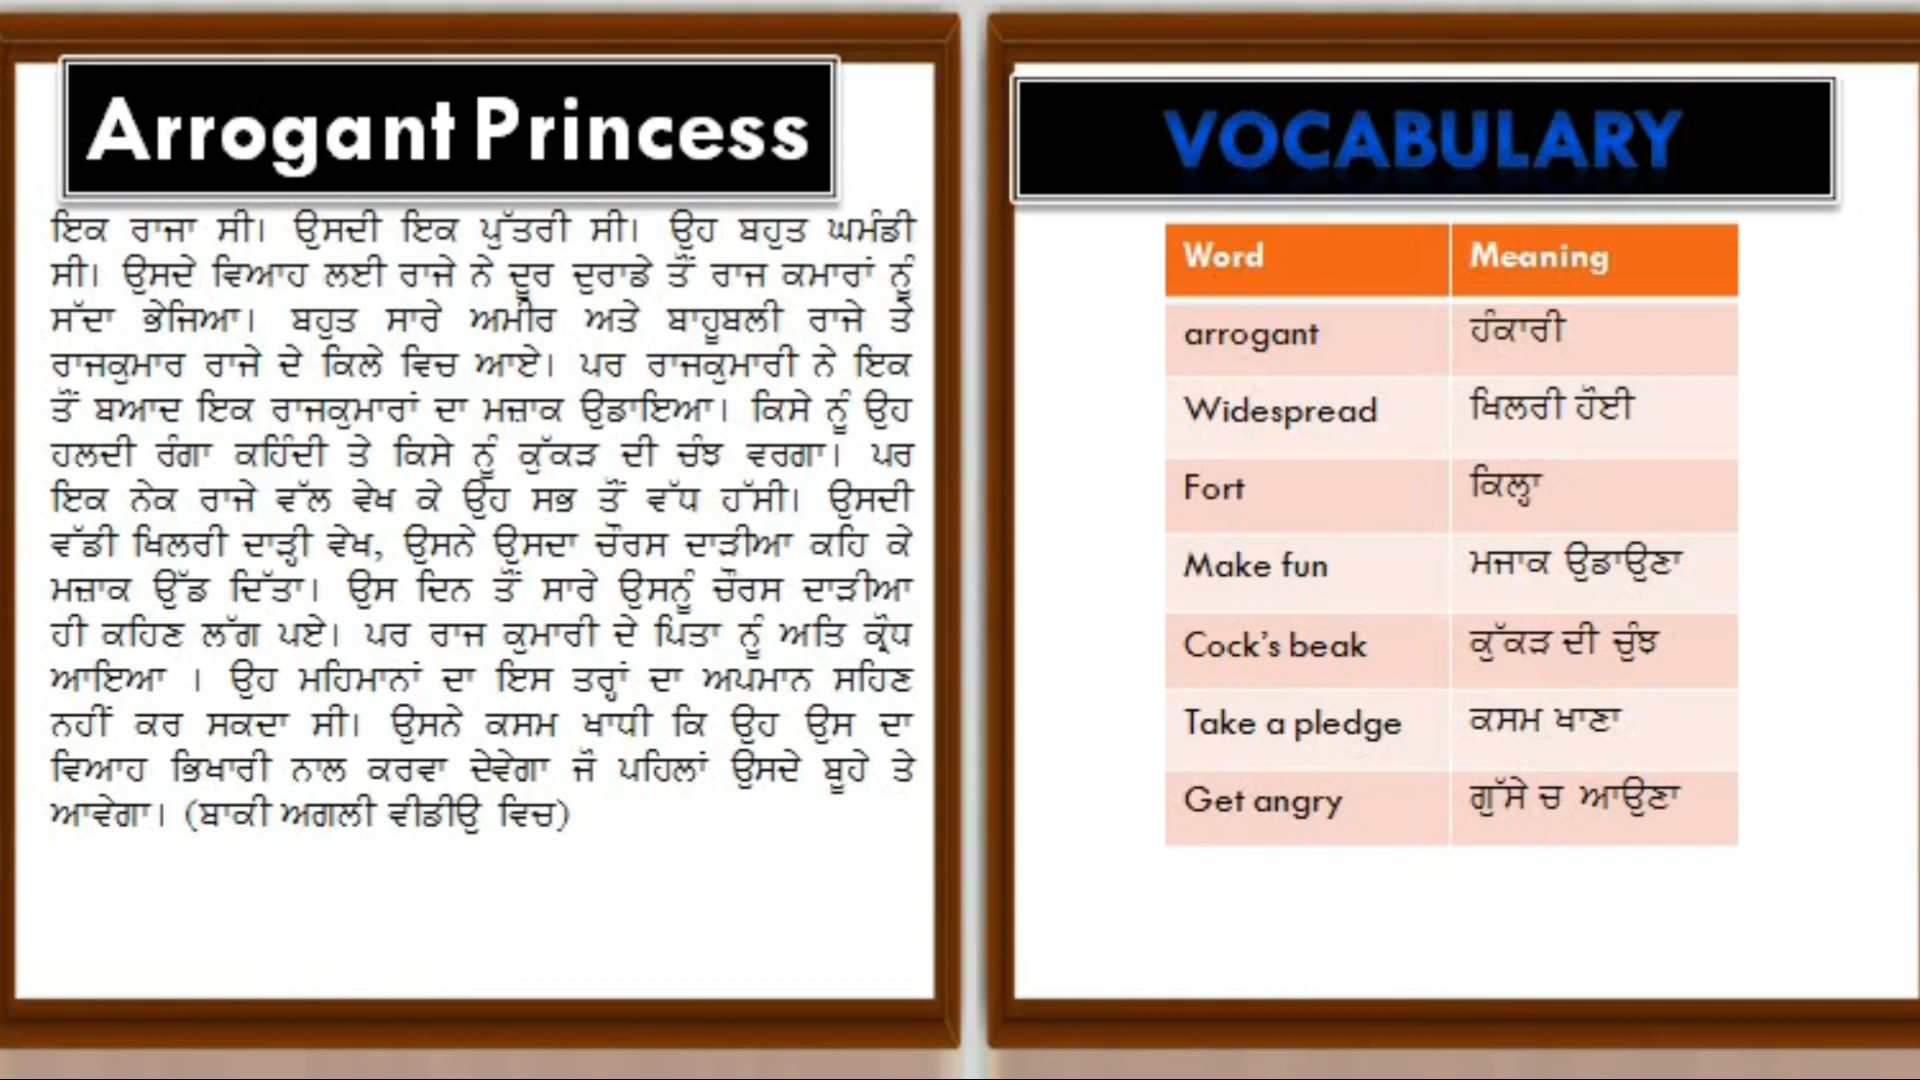 Arrogant Princess
ਇਕ ਰਾਜਾ ਸੀ। ਉਸਦੀ ਇਕ ਪੁੱਤਰੀ ਸੀ। ਉਹ ਬਹੁਤ ਘਮੰਡੀ
ਸੀ। ਉਸਦੇ ਵਿਆਹ ਲਈ ਰਾਜੇ ਨੇ ਦੂਰ ਦੁਰਾਡੇ ਤੋਂ ਰਾਜ ਕਮਾਰਾਂ ਨੂੰ
ਸੱਦਾ ਭੇਜਿਆ। ਬਹੁਤ ਸਾਰੇ ਅਮੀਰ ਅਤੇ ਬਾਹੂਬਲੀ ਰਾਜੇ ਤੇ
ਰਾਜਕੁਮਾਰ ਰਾਜੇ ਦੇ ਕਿਲੇ ਵਿਚ ਆਏ। ਪਰ ਰਾਜਕੁਮਾਰੀ ਨੇ ਇਕ
ਤੋਂ ਬਆਦ ਇਕ ਰਾਜਕੁਮਾਰਾਂ ਦਾ ਮਜ਼ਾਕ ਉਡਾਇਆ। ਕਿਸੇ ਨੂੰ ਉਹ
ਹਲਦੀ ਰੰਗਾ ਕਹਿੰਦੀ ਤੇ ਕਿਸੇ ਨੂੰ ਕੁੱਕੜ ਦੀ ਚੰਝ ਵਰਗਾ। ਪਰ
ਇਕ ਨੇਕ ਰਾਜੇ ਵੱਲ ਵੇਖ ਕੇ ਉਹ ਸਭ ਤੋਂ ਵੱਧ ਹੱਸੀ। ਉਸਦੀ
ਵੱਡੀ ਖਿਲਰੀ ਦਾੜ੍ਹੀ ਵੇਖ, ਉਸਨੇ ਉਸਦਾ ਚੌਰਸ ਦਾੜੀਆ ਕਹਿ ਕੇ
ਮਜ਼ਾਕ ਉੱਡ ਦਿੱਤਾ। ਉਸ ਦਿਨ ਤੋਂ ਸਾਰੇ ਉਸਨੂੰ ਚੌਰਸ ਦਾੜੀਆ
ਹੀ ਕਹਿਣ ਲੱਗ ਪਏ। ਪਰ ਰਾਜ ਕੁਮਾਰੀ ਦੇ ਪਿਤਾ ਨੂੰ ਅਤਿ ਕ੍ਰੋਧ
ਆਇਆ । ਉਹ ਮਹਿਮਾਨਾਂ ਦਾ ਇਸ ਤਰ੍ਹਾਂ ਦਾ ਅਪਮਾਨ ਸਹਿਣ
ਨਹੀਂ ਕਰ ਸਕਦਾ ਸੀ। ਉਸਨੇ ਕਸਮ ਖਾਧੀ ਕਿ ਉਹ ਉਸ ਦਾ
ਵਿਆਹ ਭਿਖਾਰੀ ਨਾਲ ਕਰਵਾ ਦੇਵੇਗਾ ਜੋ ਪਹਿਲਾਂ ਉਸਦੇ ਬੂਹੇ ਤੇ
ਆਵੇਗਾ। (ਬਾਕੀ ਅਗਲੀ ਵੀਡੀਉ ਵਿਚ)
VOCABULARY
Word Meaning
arrogant ਹੰਕਾਰੀ
Widespread ਖਿਲਰੀ ਹੋਈ
Fort ਕਿਲ੍ਹਾ
Make fun ਮਜਾਕ ਉਡਾਉਣਾ
Cock's beak ਕੁੱਕੜ ਦੀ ਚੁੰਝ
Take a pledge ਕਸਮ ਖਾਣਾ
Get angry ਗੁੱਸੇ ਚ ਆਉਣਾ